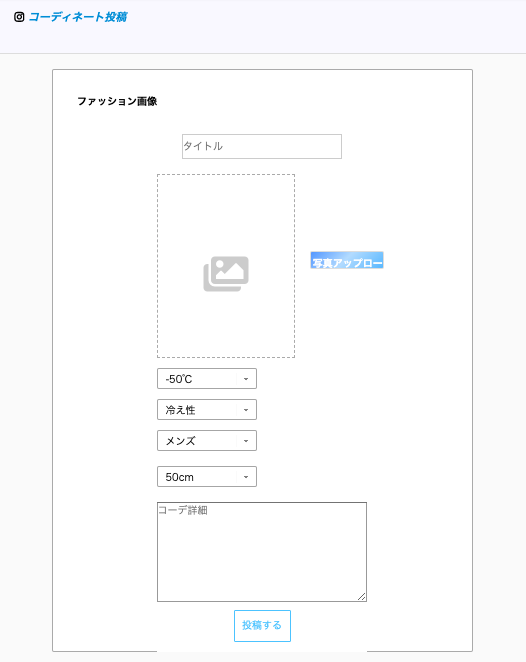 コーディネート投稿
ファッション画像
タイトル
写真アップロー
-50℃
冷え性
メンズ
50cm
コーデ詳細
投稿する